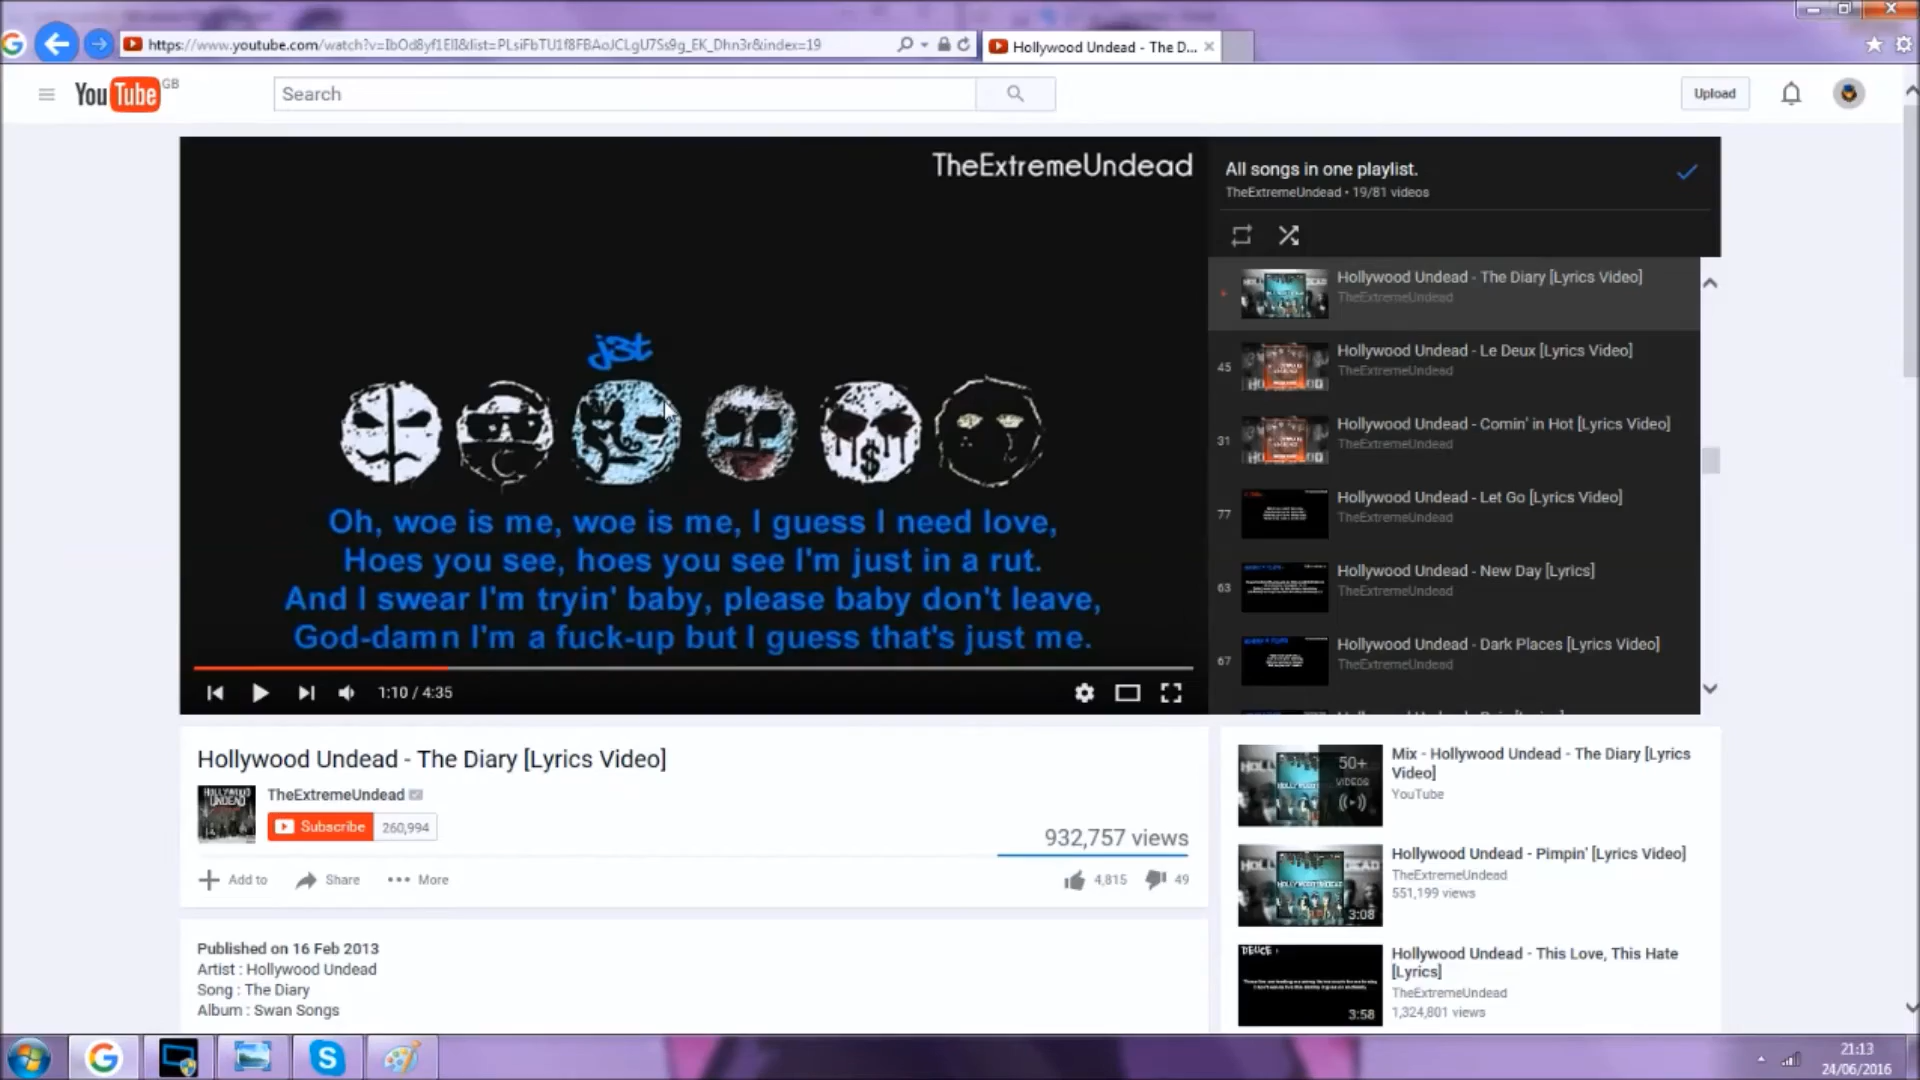 https://www.youtube.com/watch?v=IbOd8yf1EII&list=PLsiFbTU1f8FBAoJCLgU7Ss9g_EK_Dhn3r&index=19
Hollywood Undead - The D...
YouTube GB
Search
Upload
TheExtremeUndead
All songs in one playlist.
TheExtremeUndead • 19/81 videos
j3t
Oh, woe is me, woe is me, I guess I need love,
Hoes you see, hoes you see I'm just in a rut.
And I swear I'm tryin' baby, please baby don't leave,
God-damn I'm a fuck-up but I guess that's just me.
1:10 / 4:35
Hollywood Undead - The Diary [Lyrics Video]
TheExtremeUndead
45
Hollywood Undead - Le Deux [Lyrics Video]
TheExtremeUndead
31
Hollywood Undead - Comin' in Hot [Lyrics Video]
TheExtremeUndead
77
Hollywood Undead - Let Go [Lyrics Video]
TheExtremeUndead
63
Hollywood Undead - New Day [Lyrics]
TheExtremeUndead
67
Hollywood Undead - Dark Places [Lyrics Video]
TheExtremeUndead
Hollywood Undead - The Diary [Lyrics Video]
TheExtremeUndead
Subscribe 260,994
932,757 views
Add to Share More
4,815 49
Published on 16 Feb 2013
Artist : Hollywood Undead
Song : The Diary
Album : Swan Songs
50+
VIDEOS
Mix - Hollywood Undead - The Diary [Lyrics
Video]
YouTube
3:08
Hollywood Undead - Pimpin' [Lyrics Video]
TheExtremeUndead
551,199 views
DEUCE
3:58
Hollywood Undead - This Love, This Hate
[Lyrics]
TheExtremeUndead
1,324,801 views
21:13
24/06/2016